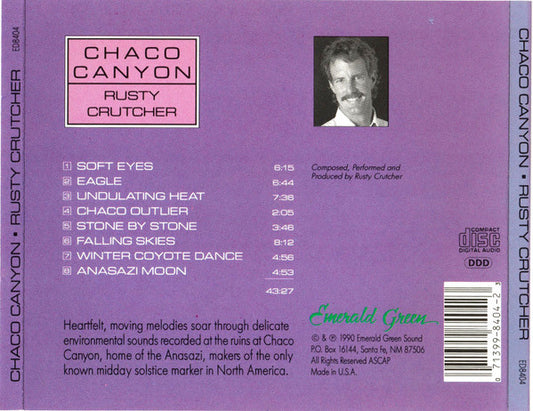 CHACO CANYON • RUSTY CRUTCHER
ED8404
CHACO
CANYON
RUSTY
CRUTCHER
1 SOFT EYES 6:15
2 EAGLE 6:44
3 UNDULATING HEAT 7:36
4 CHACO OUTLIER 2:05
5 STONE BY STONE 3:46
6 FALLING SKIES 8:12
7 WINTER COYOTE DANCE 4:56
8 ANASAZI MOON 4:53
43:27
Heartfelt, moving melodies soar through delicate
environmental sounds recorded at the ruins at Chaco
Canyon, home of the Anasazi, makers of the only
known midday solstice marker in North America.
Composed, Performed and
Produced by Rusty Crutcher
COMPACT
disc
DIGITAL AUDIO
DDD
Emerald Green
© & ℗ 1990 Emerald Green Sound
P.O. Box 16144, Santa Fe, NM 87506
All Rights Reserved ASCAP
Made in U.S.A.
0 71399-8404-2 3
CHACO CANYON • RUSTY CRUTCHER
ED8404